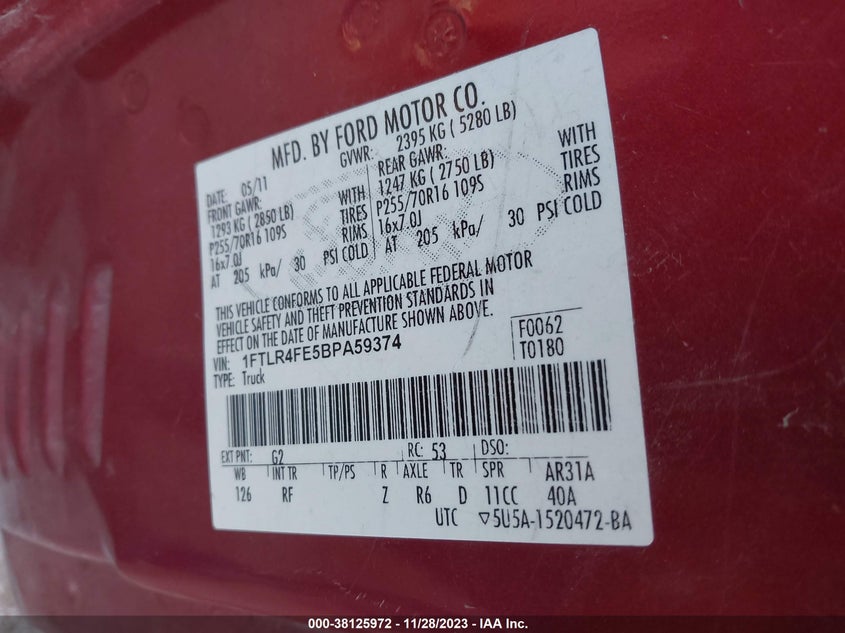 MFD. BY FORD MOTOR CO.
DATE: 05/11 GVWR: 2395 KG ( 5280 LB)
FRONT GAWR: REAR GAWR:
1293 KG ( 2850 LB) WITH 1247 KG ( 2750 LB) WITH
P255/70R16 109S TIRES P255/70R16 109S TIRES
16x7.0J RIMS 16x7.0J RIMS
AT 205 kPa/ 30 PSI COLD AT 205 kPa/ 30 PSI COLD
THIS VEHICLE CONFORMS TO ALL APPLICABLE FEDERAL MOTOR
VEHICLE SAFETY AND THEFT PREVENTION STANDARDS IN
EFFECT ON THE DATE OF MANUFACTURE SHOWN ABOVE.
VIN: 1FTLR4FE5BPA59374 F0062
TYPE: Truck T0180
EXT PNT: G2 RC: 53 DSO:
WB INT TR TP/PS R AXLE TR SPR AR31A
126 RF Z R6 D 11CC 40A
UTC ▽5U5A-1520472-BA
000-38125972 - 11/28/2023 - IAA Inc.